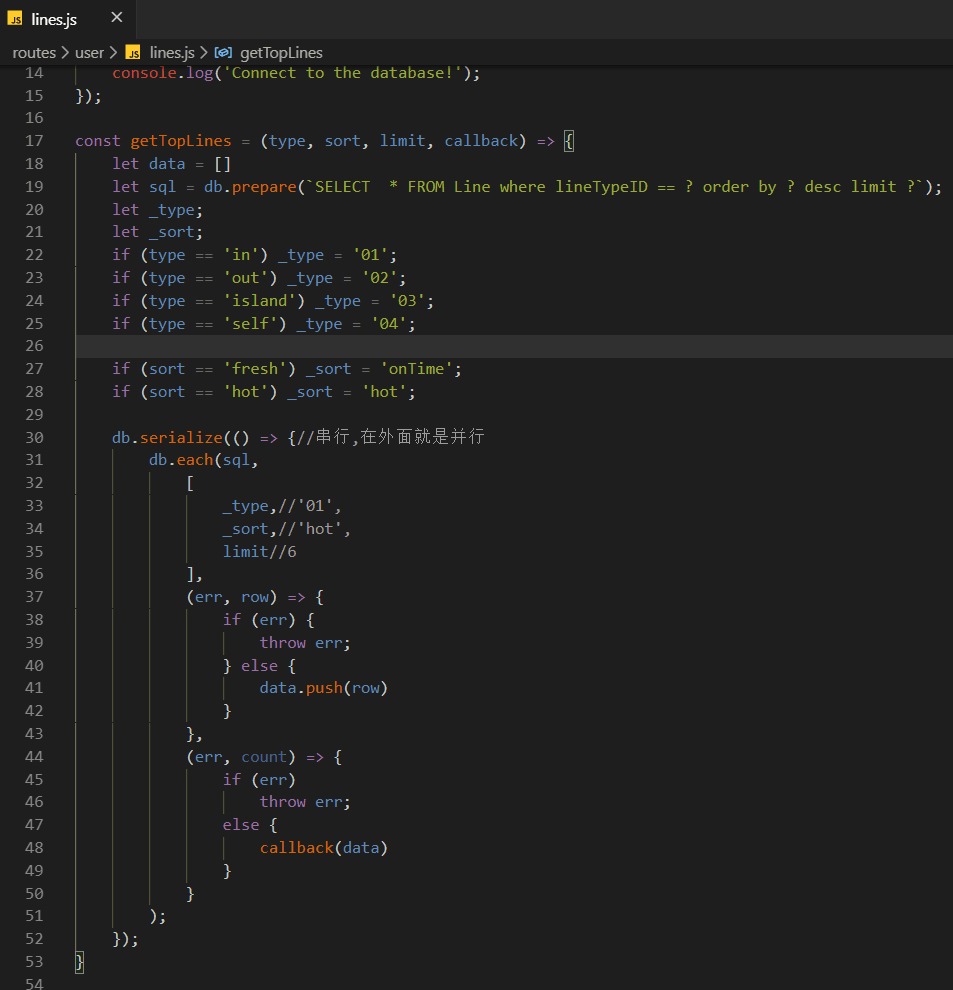 JS lines.js ×
routes > user > JS lines.js > getTopLines
14 console.log('Connect to the database!');
15 });
16
17 const getTopLines = (type, sort, limit, callback) => {
18 let data = []
19 let sql = db.prepare(`SELECT  * FROM Line where lineTypeID == ? order by ? desc limit ?`);
20 let _type;
21 let _sort;
22 if (type == 'in') _type = '01';
23 if (type == 'out') _type = '02';
24 if (type == 'island') _type = '03';
25 if (type == 'self') _type = '04';
26
27 if (sort == 'fresh') _sort = 'onTime';
28 if (sort == 'hot') _sort = 'hot';
29
30 db.serialize(() => {//串行,在外面就是并行
31 db.each(sql,
32 [
33 _type,//'01',
34 _sort,//'hot',
35 limit//6
36 ],
37 (err, row) => {
38 if (err) {
39 throw err;
40 } else {
41 data.push(row)
42 }
43 },
44 (err, count) => {
45 if (err)
46 throw err;
47 else {
48 callback(data)
49 }
50 }
51 );
52 });
53 }
54